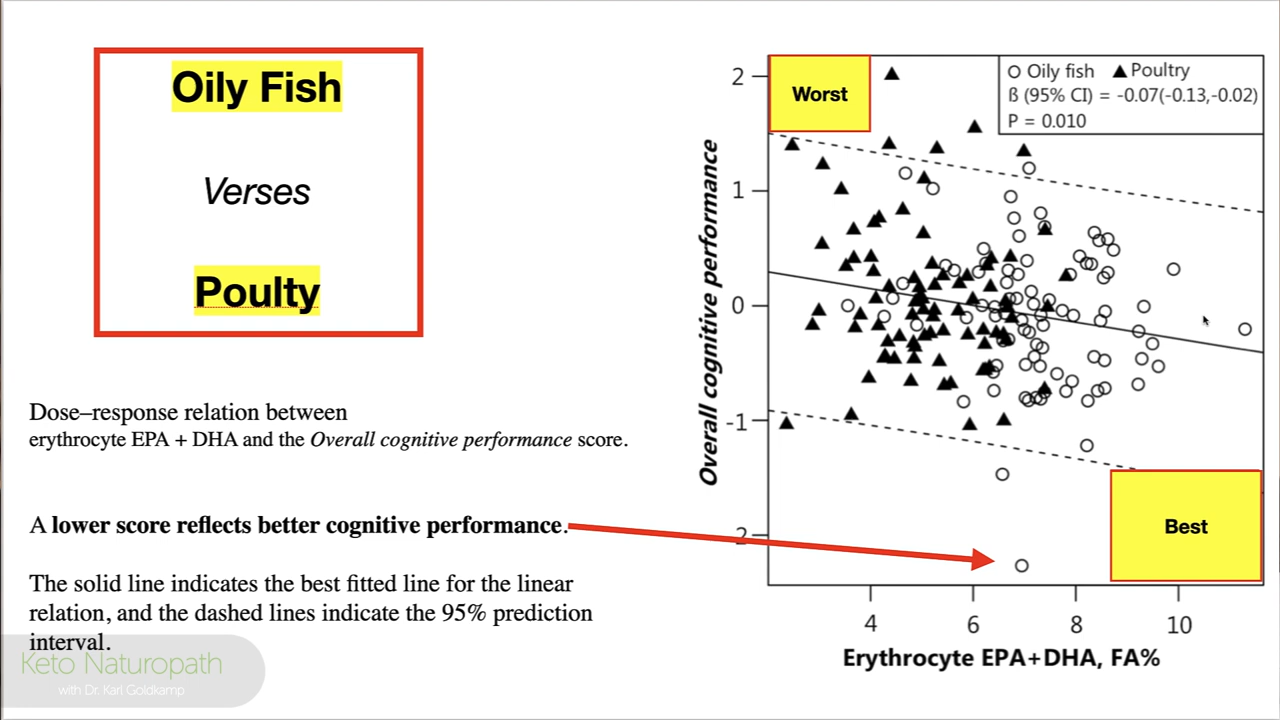 Oily Fish
Verses
Poulty
Dose–response relation between
erythrocyte EPA + DHA and the Overall cognitive performance score.
A lower score reflects better cognitive performance.
The solid line indicates the best fitted line for the linear
relation, and the dashed lines indicate the 95% prediction
interval.
Keto Naturopath
with Dr. Karl Goldkamp
Worst
Oily fish Poultry
ß (95% CI) = -0.07(-0.13,-0.02)
P = 0.010
Overall cognitive performance
2
1
0
-1
2
Best
4 6 8 10
Erythrocyte EPA+DHA, FA%